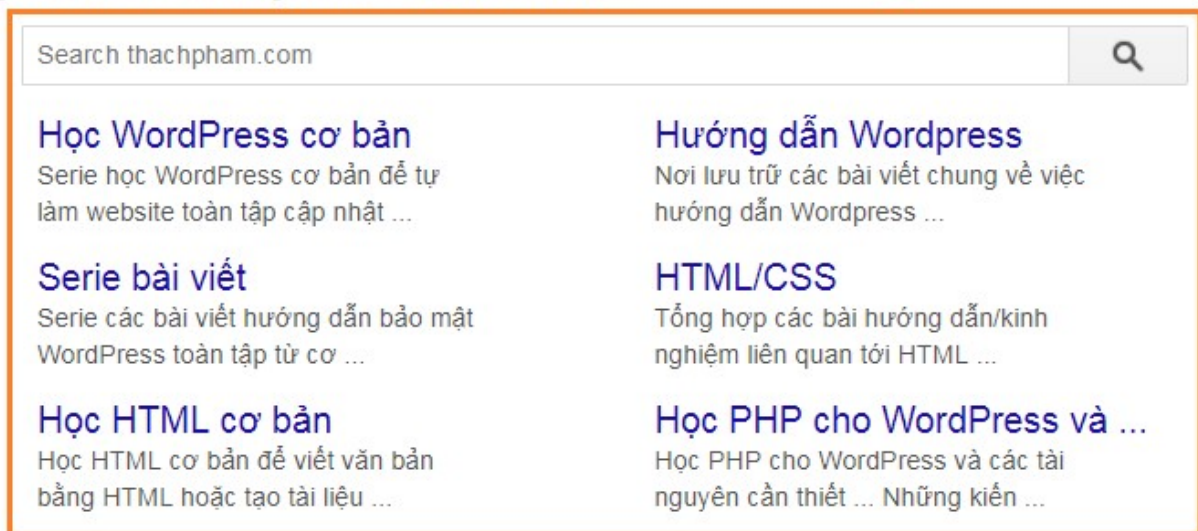 Search thachpham.com
Học WordPress cơ bản
Serie học WordPress cơ bản để tự
làm website toàn tập cập nhật ...
Hướng dẫn Wordpress
Nơi lưu trữ các bài viết chung về việc
hướng dẫn Wordpress ...
Serie bài viết
Serie các bài viết hướng dẫn bảo mật
WordPress toàn tập từ cơ ...
HTML/CSS
Tổng hợp các bài hướng dẫn/kinh
nghiệm liên quan tới HTML ...
Học HTML cơ bản
Học HTML cơ bản để viết văn bản
bằng HTML hoặc tạo tài liệu ...
Học PHP cho WordPress và ...
Học PHP cho WordPress và các tài
nguyên cần thiết ... Những kiến ...